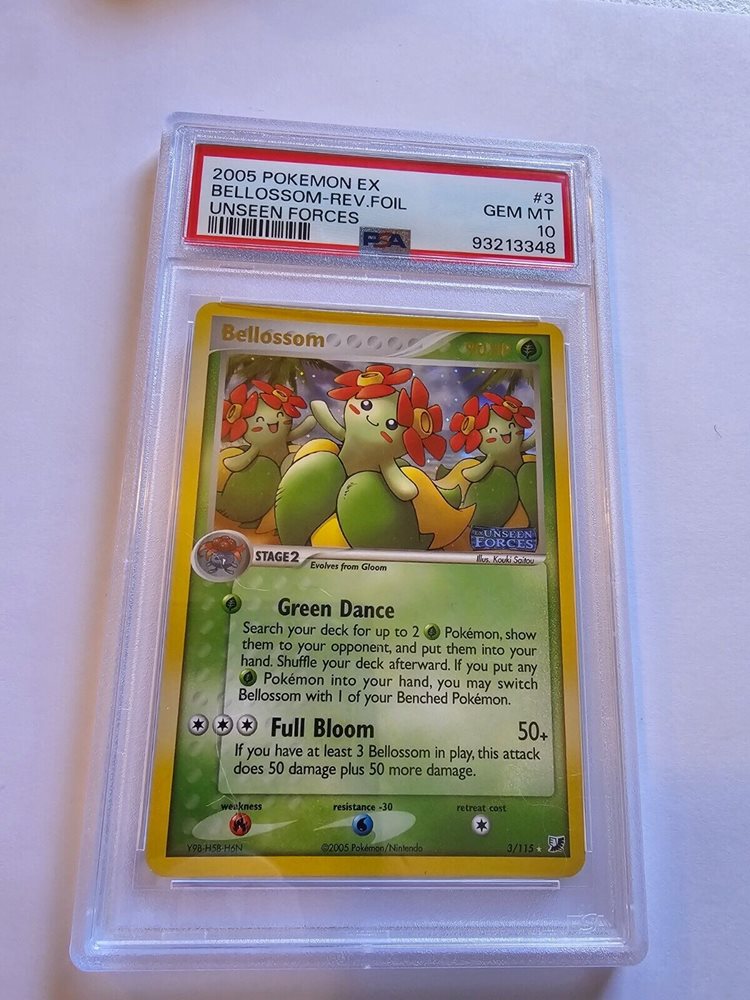 2005 POKEMON EX
#3
BELLOSSOM-REV.FOIL
GEM MT
UNSEEN FORCES
10
PSA
93213348
Bellossom
UNSEEN
FORCES
STAGE 2
Evolves from Gloom
Illus. Kouki Saitou
Green Dance
Search your deck for up to 2 Pokémon, show
them to your opponent, and put them into your
hand. Shuffle your deck afterward. If you put any
Pokémon into your hand, you may switch
Bellossom with 1 of your Benched Pokémon.
Full Bloom
50+
If you have at least 3 Bellossom in play, this attack
does 50 damage plus 50 more damage.
weakness
resistance -30
retreat cost
Y9B-H5B-H6N
©2005 Pokémon/Nintendo
3/115